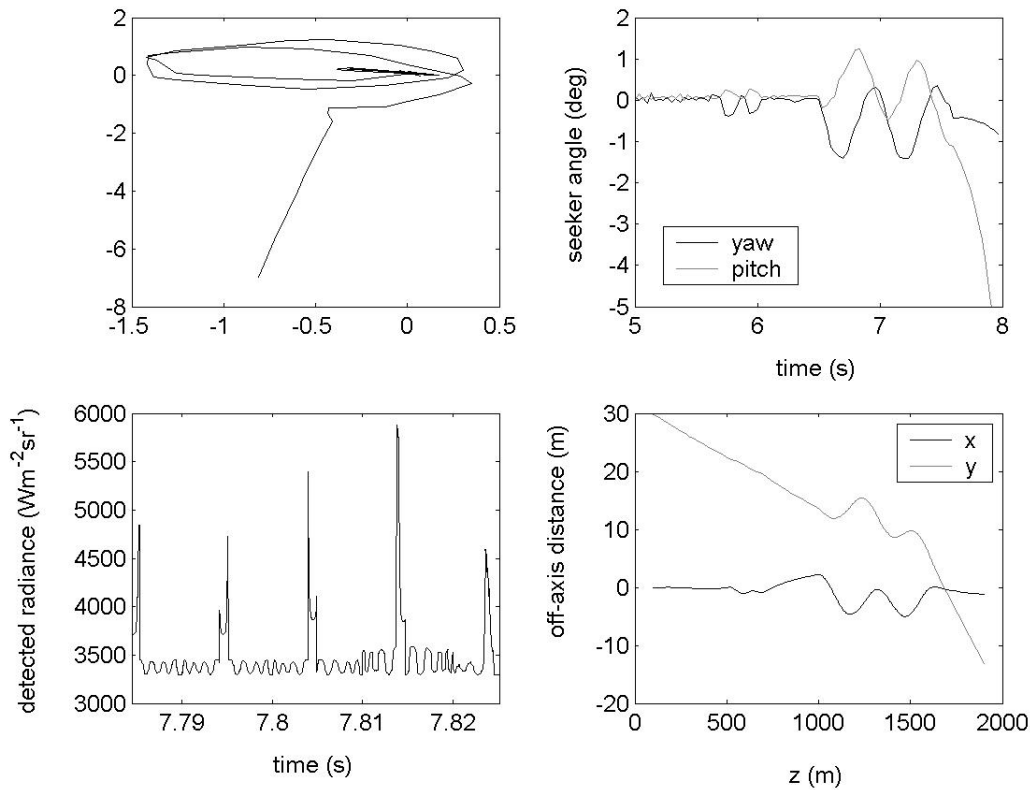 2
0
-2
-4
-6
-8
-1.5 -1 -0.5 0 0.5
seeker angle (deg)
2
1
0
-1
-2
-3
-4
-5
yaw
pitch
5 6 7 8
time (s)
detected radiance (Wm-2sr-1)
6000
5500
5000
4500
4000
3500
3000
7.79 7.8 7.81 7.82
time (s)
off-axis distance (m)
30
20
10
0
-10
-20
x
y
0 500 1000 1500 2000
z (m)